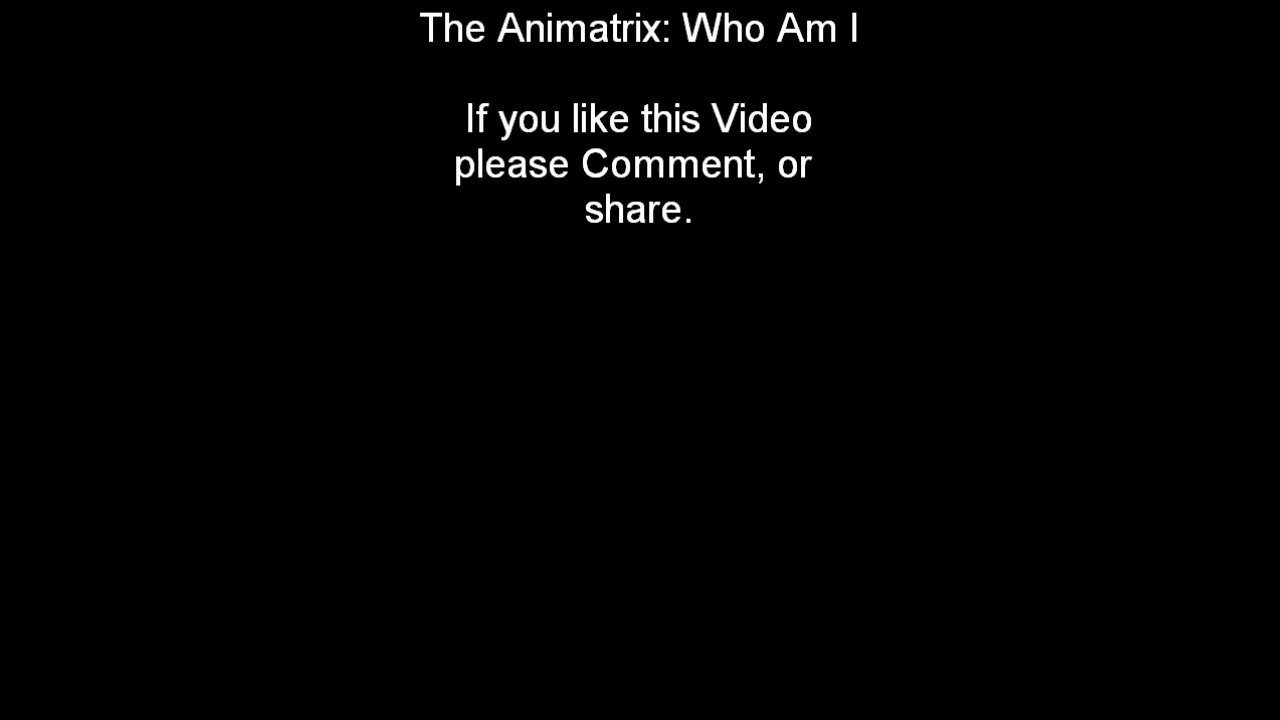 The Animatrix: Who Am I
If you like this Video
please Comment, or
share.